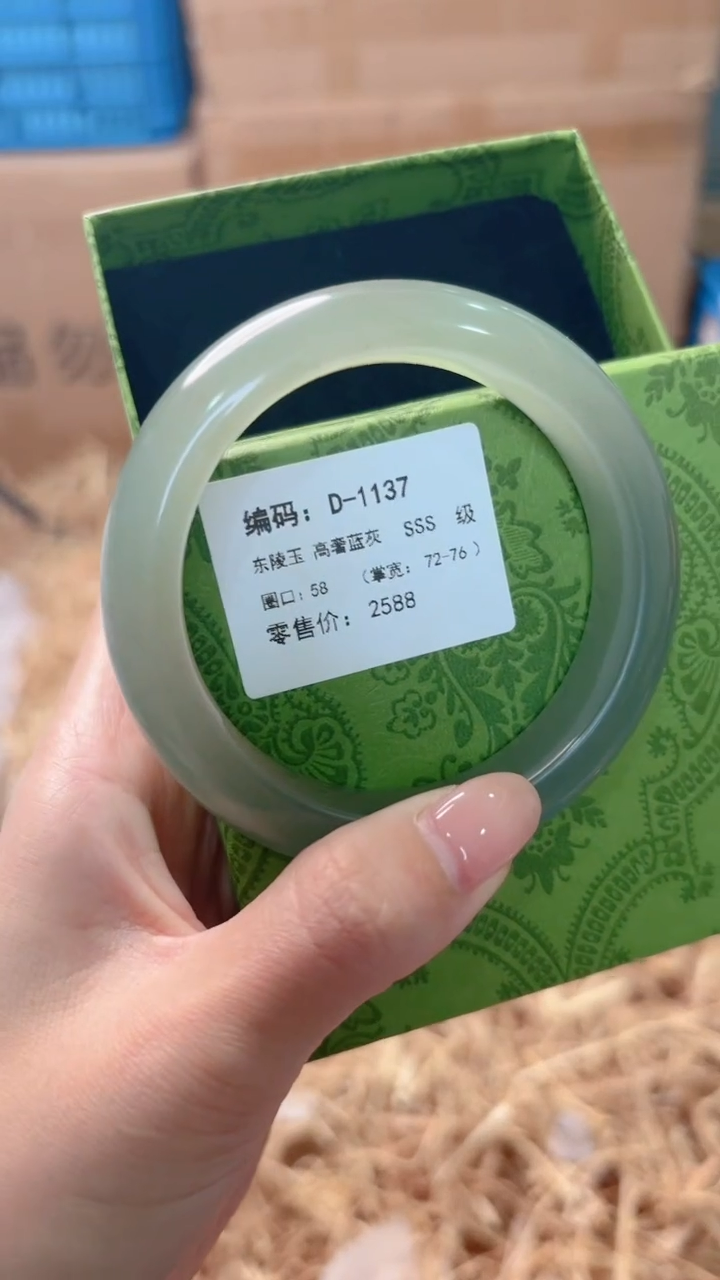 编码: D-1137
东陵玉 高奢蓝灰 SSS 级
圈口: 58 (掌宽: 72-76 )
零售价: 2588